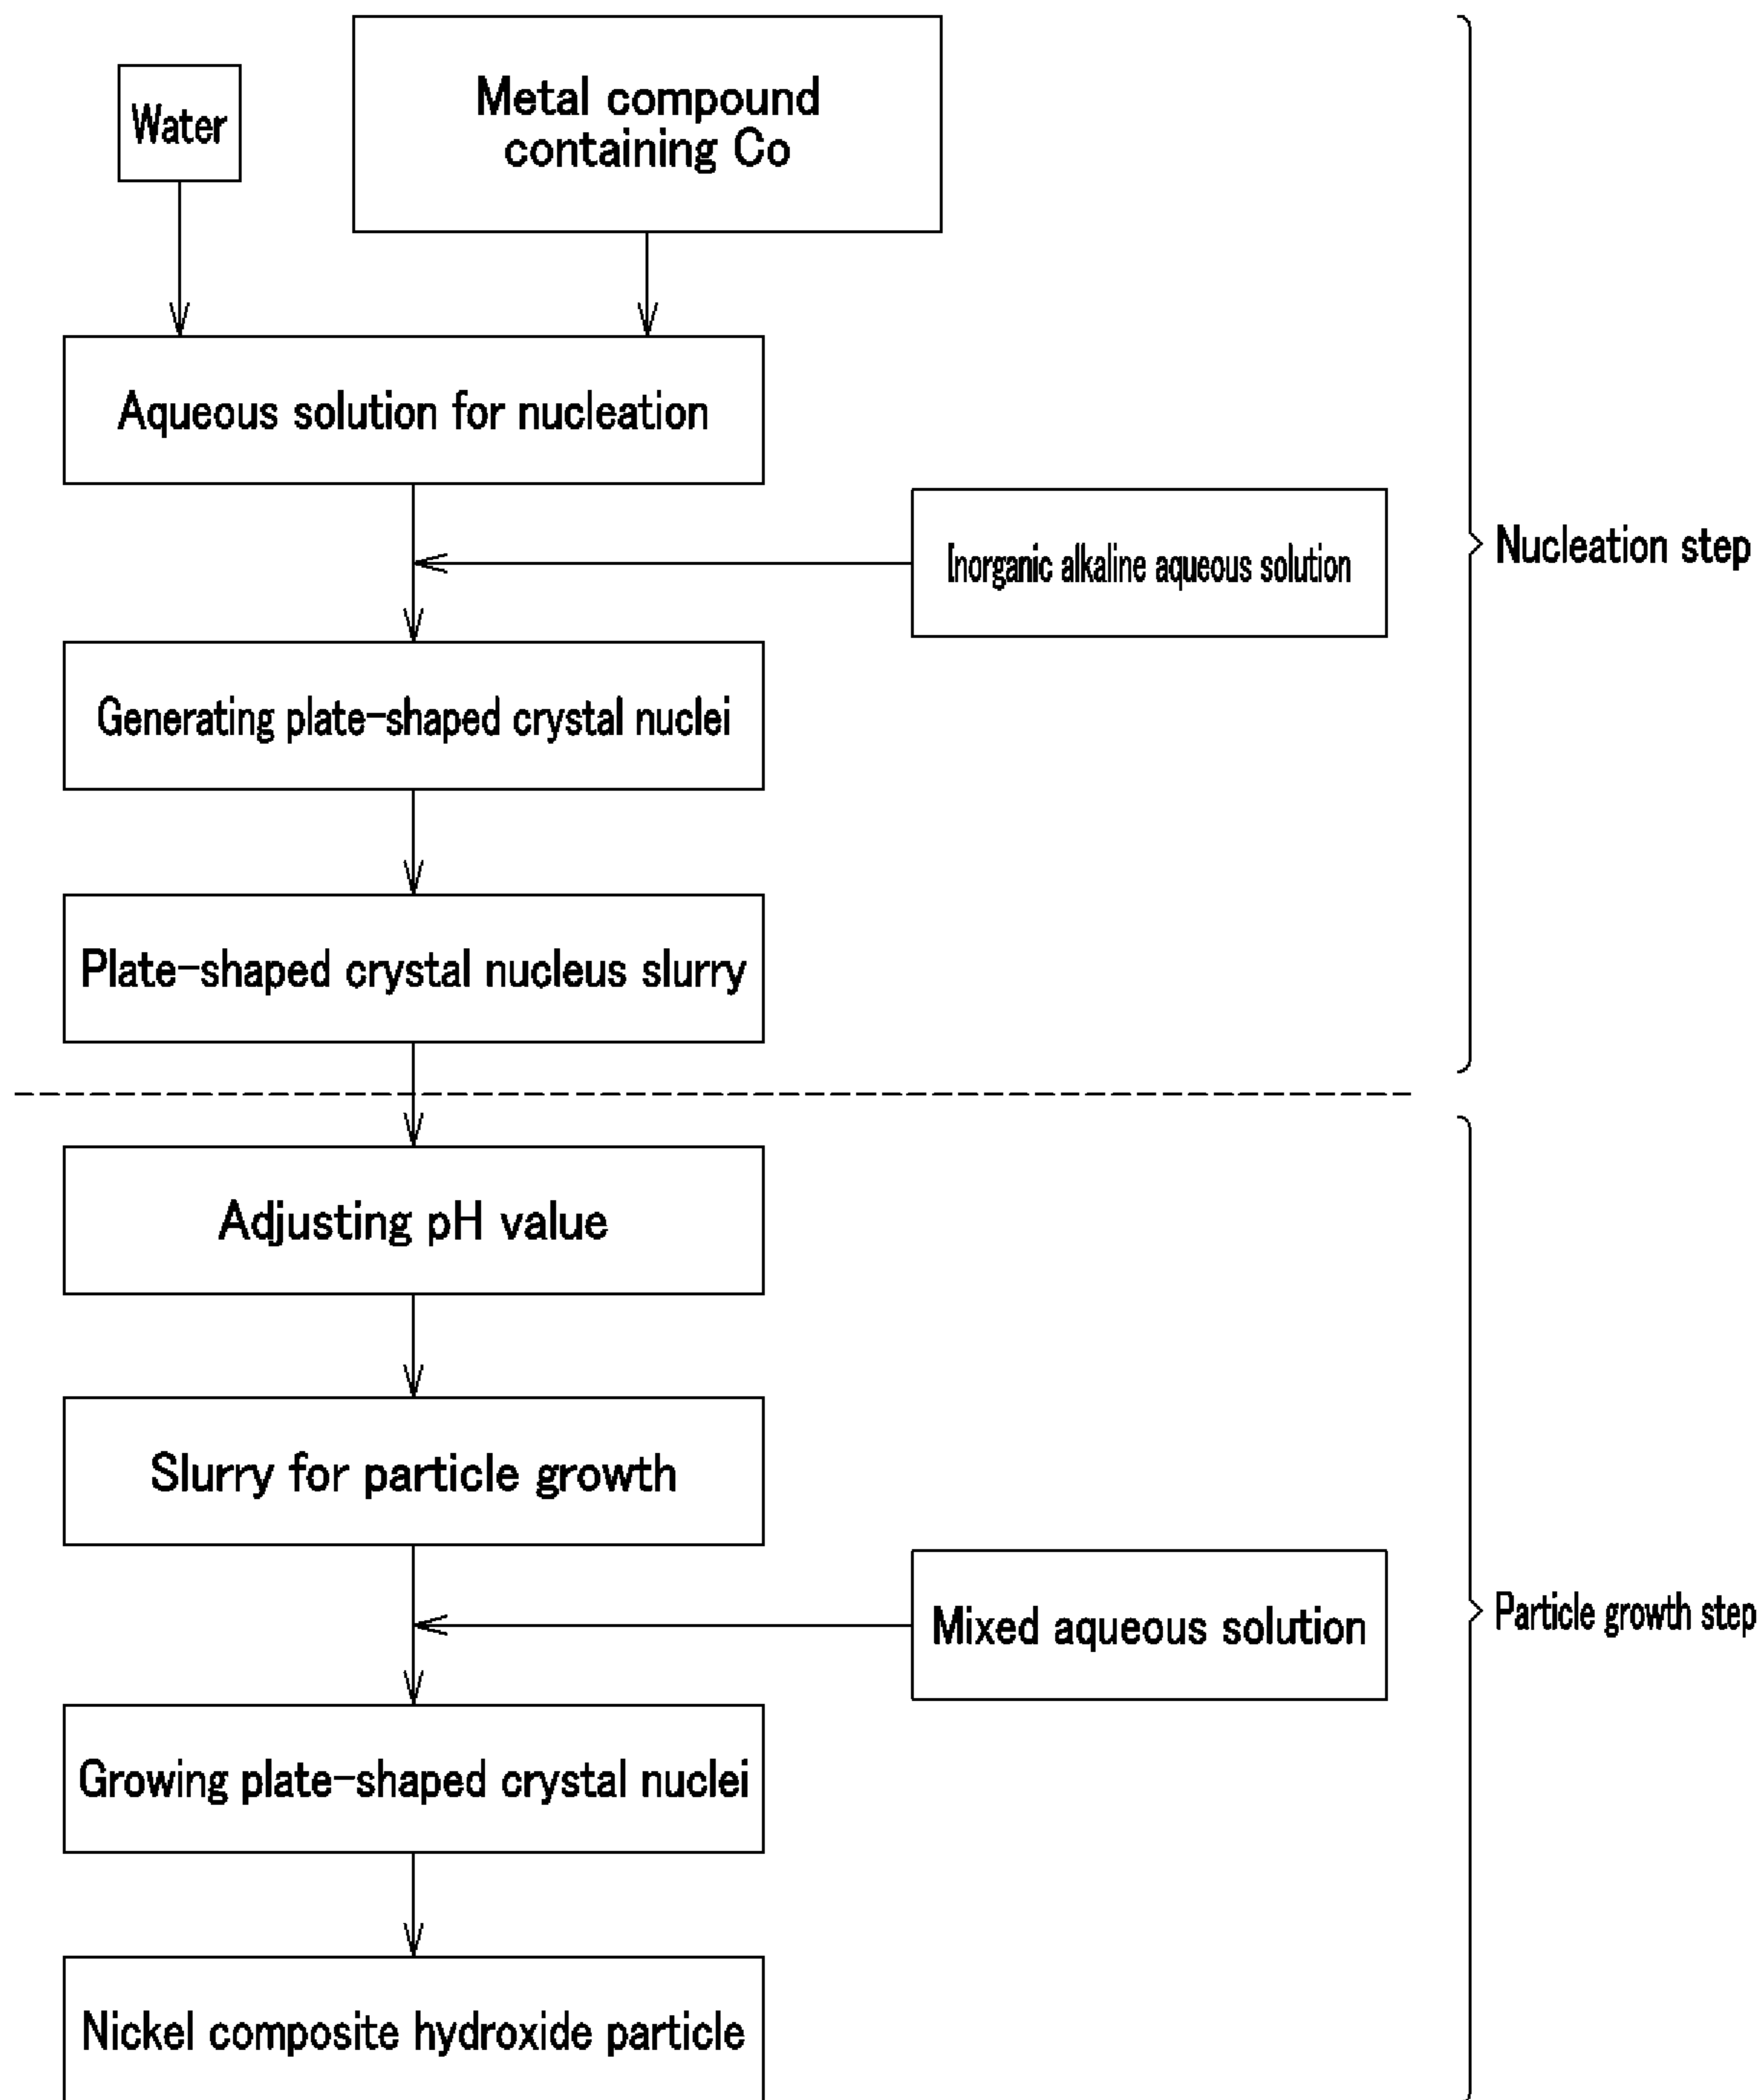 Water
Metal compound
containing Co
Aqueous solution for nucleation
Inorganic alkaline aqueous solution
Nucleation step
Generating plate-shaped crystal nuclei
Plate-shaped crystal nucleus slurry
Adjusting pH value
Slurry for particle growth
Mixed aqueous solution
Particle growth step
Growing plate-shaped crystal nuclei
Nickel composite hydroxide particle